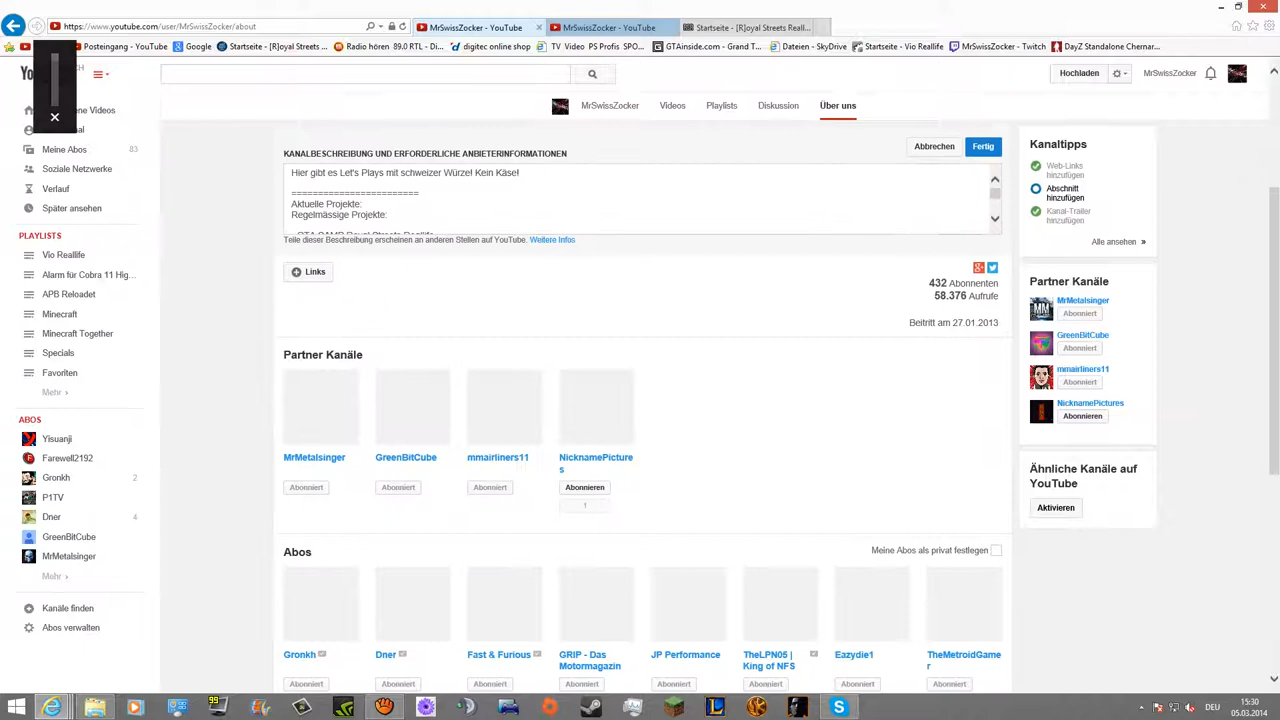 https://www.youtube.com/user/MrSwissZocker/about
MrSwissZocker - YouTube
MrSwissZocker - YouTube
Startseite - [R]oyal Streets Reall...
Posteingang - YouTube
Google
Startseite - [R]oyal Streets ...
Radio hören 89.0 RTL - Di...
digitec online shop
TV Video PS Profis SPO...
GTAinside.com - Grand T...
Dateien - SkyDrive
Startseite - Vio Reallife
MrSwissZocker - Twitch
DayZ Standalone Chernar...
Hochladen
MrSwissZocker
MrSwissZocker
Videos
Playlists
Diskussion
Über uns
Meine Abos 83
Soziale Netzwerke
Verlauf
Später ansehen
PLAYLISTS
Vio Reallife
Alarm für Cobra 11 Hig...
APB Reloadet
Minecraft
Minecraft Together
Specials
Favoriten
Mehr ›
ABOS
Yisuanji
Farewell2192
Gronkh 2
P1TV
Dner 4
GreenBitCube
MrMetalsinger
Mehr ›
Kanäle finden
Abos verwalten
KANALBESCHREIBUNG UND ERFORDERLICHE ANBIETERINFORMATIONEN
Abbrechen
Fertig
Hier gibt es Let's Plays mit schweizer Würze! Kein Käse!
========================
Aktuelle Projekte:
Regelmässige Projekte:
Teile dieser Beschreibung erscheinen an anderen Stellen auf YouTube. Weitere Infos
Links
432 Abonnenten
58.376 Aufrufe
Beitritt am 27.01.2013
Partner Kanäle
MrMetalsinger
GreenBitCube
mmairliners11
NicknamePicture
s
Abonniert
Abonniert
Abonniert
Abonnieren
Abos
Meine Abos als privat festlegen
Gronkh
Dner
Fast & Furious
GRIP - Das
Motormagazin
JP Performance
TheLPN05 |
King of NFS
Eazydie1
TheMetroidGame
r
Abonniert
Abonniert
Abonniert
Abonniert
Abonniert
Abonniert
Abonniert
Abonniert
Kanaltipps
Web-Links
hinzufügen
Abschnitt
hinzufügen
Kanal-Trailer
hinzufügen
Alle ansehen »
Partner Kanäle
MrMetalsinger
Abonniert
GreenBitCube
Abonniert
mmairliners11
Abonniert
NicknamePictures
Abonnieren
Ähnliche Kanäle auf
YouTube
Aktivieren
99
DEU
15:30
05.03.2014